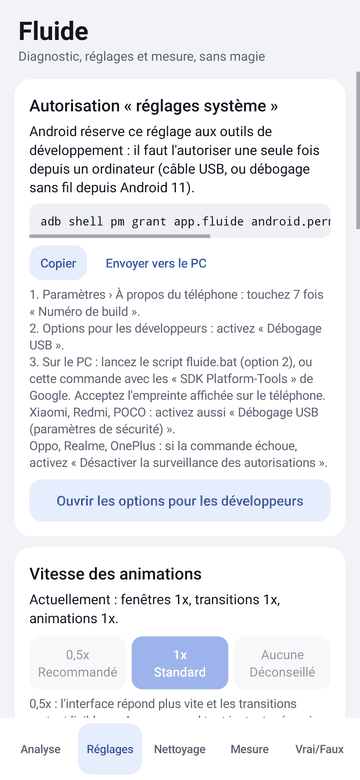 Fluide
Diagnostic, réglages et mesure, sans magie
Autorisation « réglages système »
Android réserve ce réglage aux outils de
développement : il faut l'autoriser une seule fois
depuis un ordinateur (câble USB, ou débogage
sans fil depuis Android 11).
adb shell pm grant app.fluide android.perm
Copier
Envoyer vers le PC
1. Paramètres › À propos du téléphone : touchez 7 fois
« Numéro de build ».
2. Options pour les développeurs : activez « Débogage
USB ».
3. Sur le PC : lancez le script fluide.bat (option 2), ou
cette commande avec les « SDK Platform-Tools » de
Google. Acceptez l'empreinte affichée sur le téléphone.
Xiaomi, Redmi, POCO : activez aussi « Débogage USB
(paramètres de sécurité) ».
Oppo, Realme, OnePlus : si la commande échoue,
activez « Désactiver la surveillance des autorisations ».
Ouvrir les options pour les développeurs
Vitesse des animations
Actuellement : fenêtres 1x, transitions 1x,
animations 1x.
0,5x
Recommandé
1x
Standard
Aucune
Déconseillé
0,5x : l'interface répond plus vite et les transitions
Analyse
Réglages
Nettoyage
Mesure
Vrai/Faux